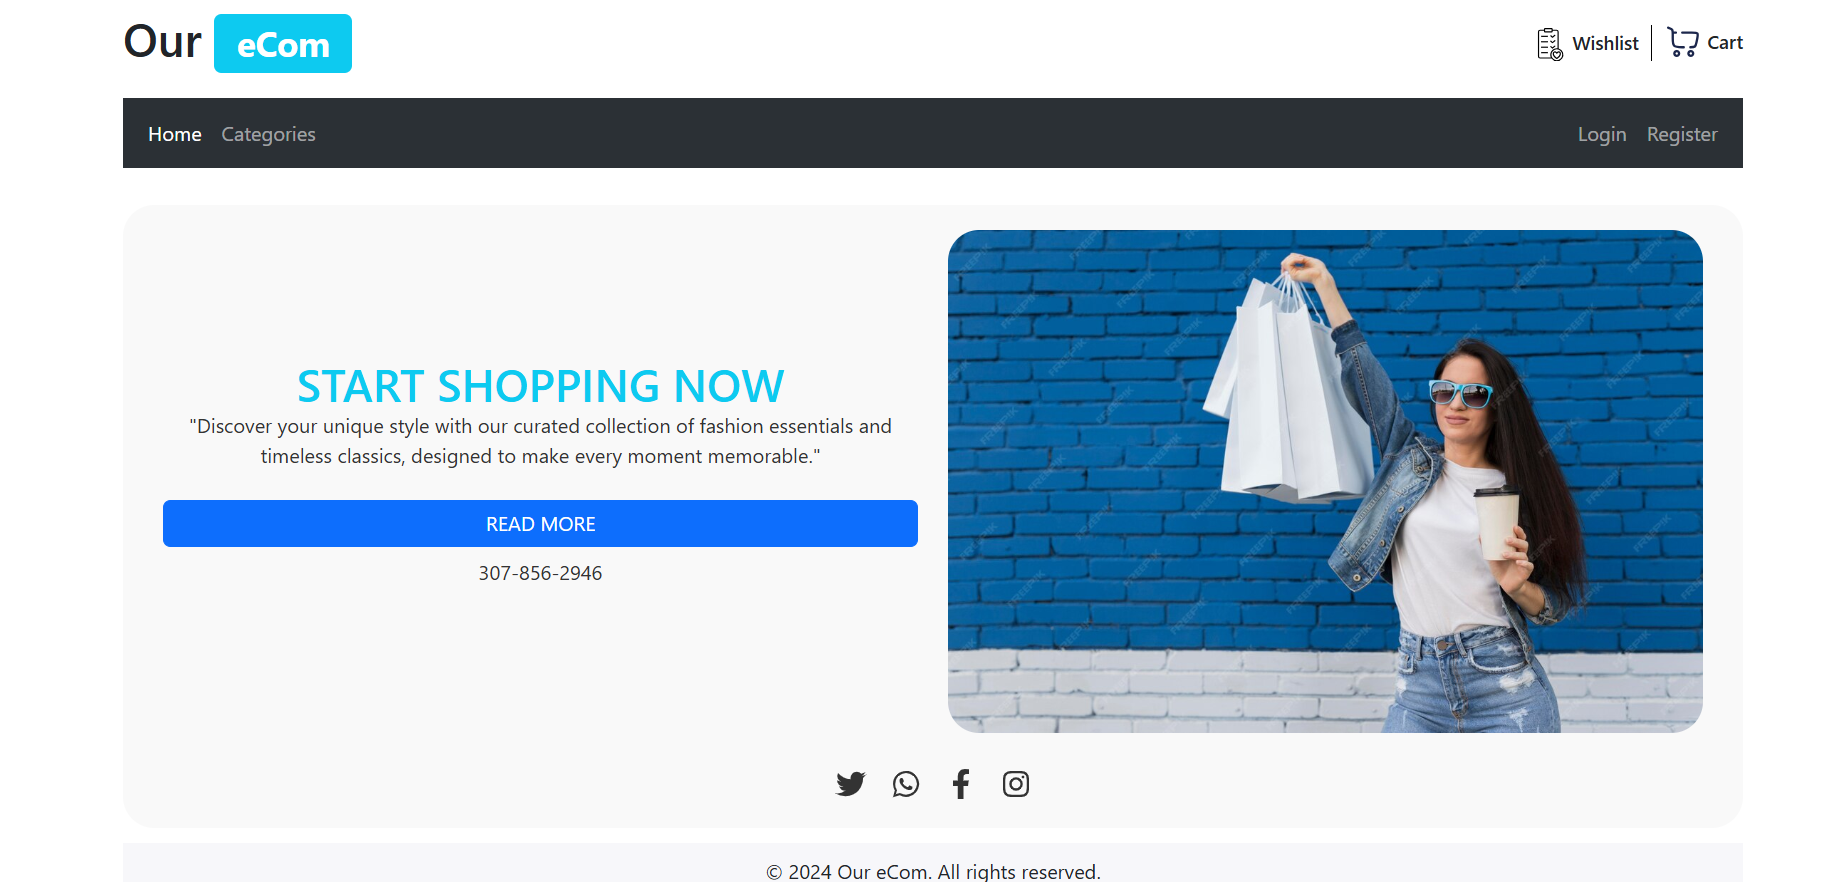 Our eCom
Wishlist
Cart
Home Categories
Login Register
START SHOPPING NOW
"Discover your unique style with our curated collection of fashion essentials and
timeless classics, designed to make every moment memorable."
READ MORE
307-856-2946
FREEPIK
© 2024 Our eCom. All rights reserved.